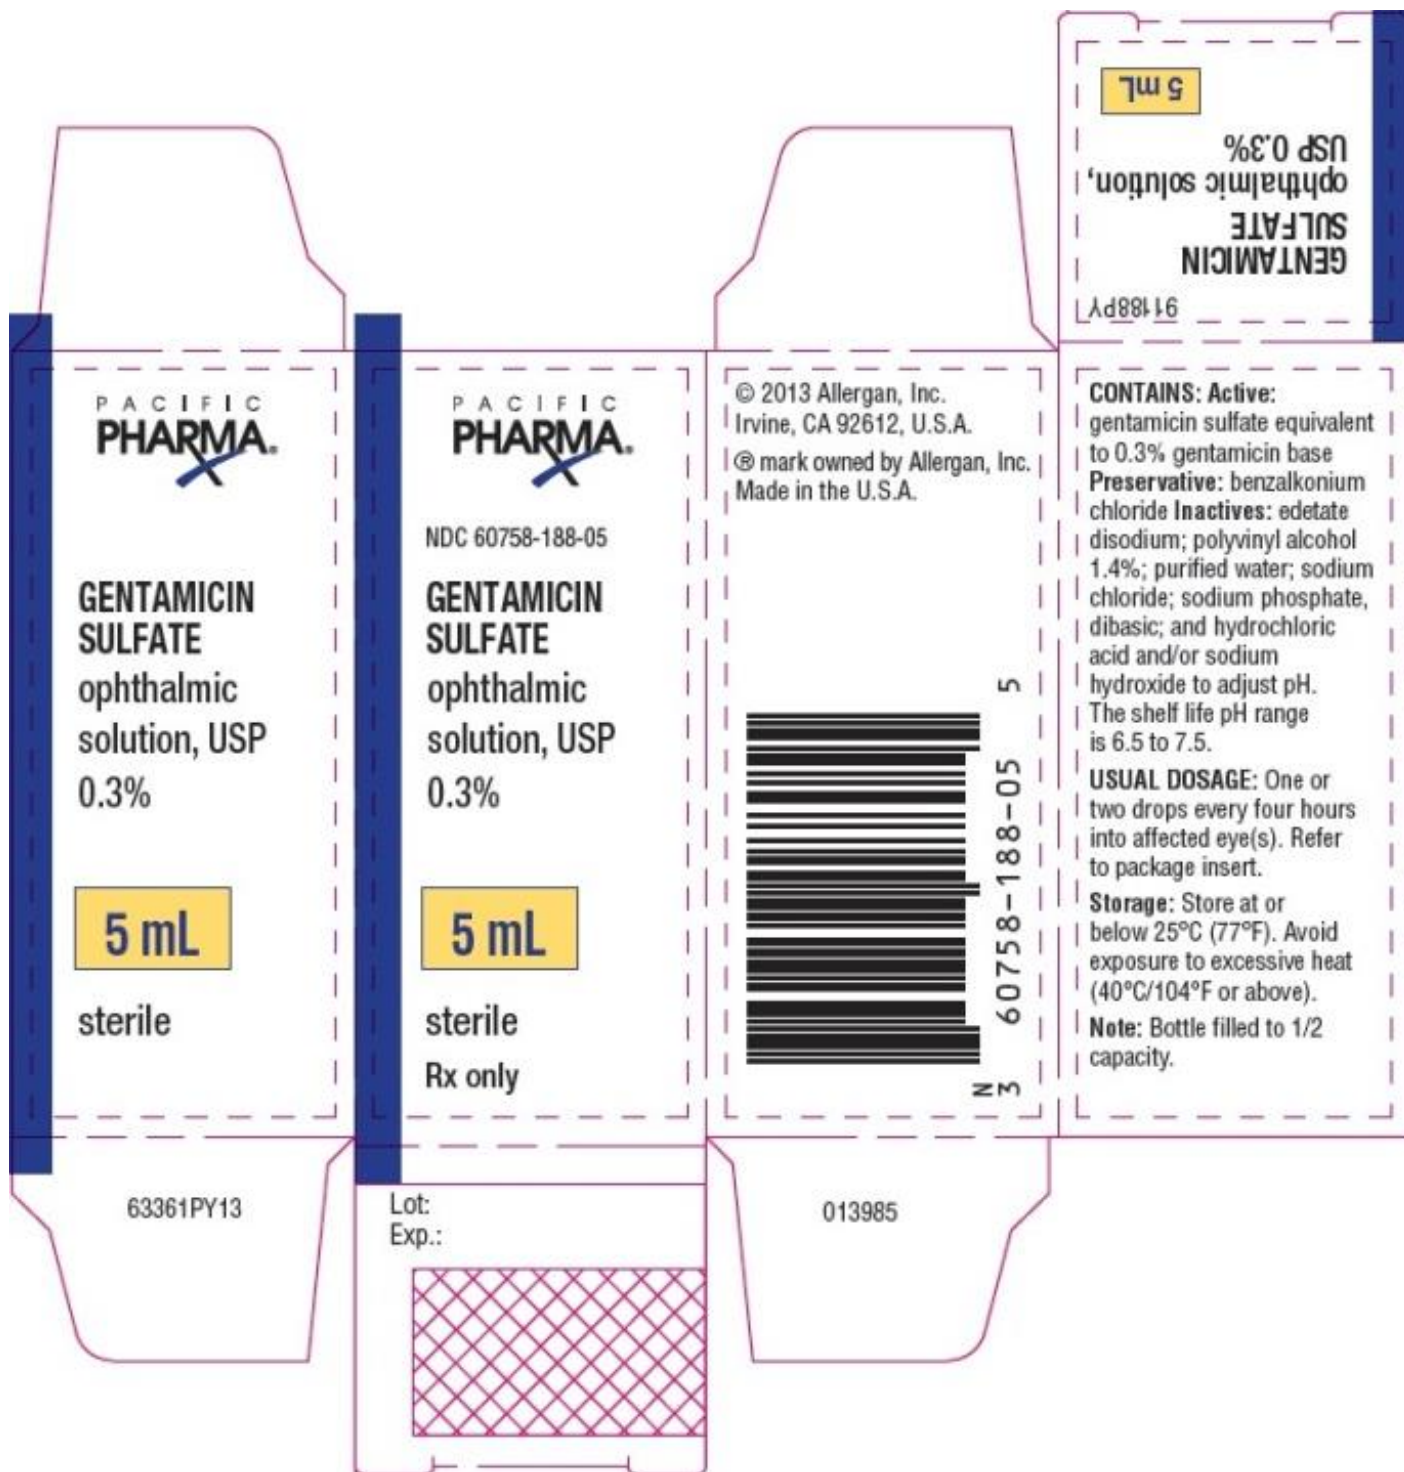 PACIFIC
PHARMA®
GENTAMICIN
SULFATE
ophthalmic
solution, USP
0.3%
5 mL
sterile
63361PY13
PACIFIC
PHARMA®
NDC 60758-188-05
GENTAMICIN
SULFATE
ophthalmic
solution, USP
0.3%
5 mL
sterile
Rx only
Lot:
Exp.:
© 2013 Allergan, Inc.
Irvine, CA 92612, U.S.A.
® mark owned by Allergan, Inc.
Made in the U.S.A.
N
3 60758-188-05 5
013985
91188PY
GENTAMICIN
SULFATE
ophthalmic solution,
USP 0.3%
5 mL
CONTAINS: Active:
gentamicin sulfate equivalent
to 0.3% gentamicin base
Preservative: benzalkonium
chloride Inactives: edetate
disodium; polyvinyl alcohol
1.4%; purified water; sodium
chloride; sodium phosphate,
dibasic; and hydrochloric
acid and/or sodium
hydroxide to adjust pH.
The shelf life pH range
is 6.5 to 7.5.
USUAL DOSAGE: One or
two drops every four hours
into affected eye(s). Refer
to package insert.
Storage: Store at or
below 25°C (77°F). Avoid
exposure to excessive heat
(40°C/104°F or above).
Note: Bottle filled to 1/2
capacity.